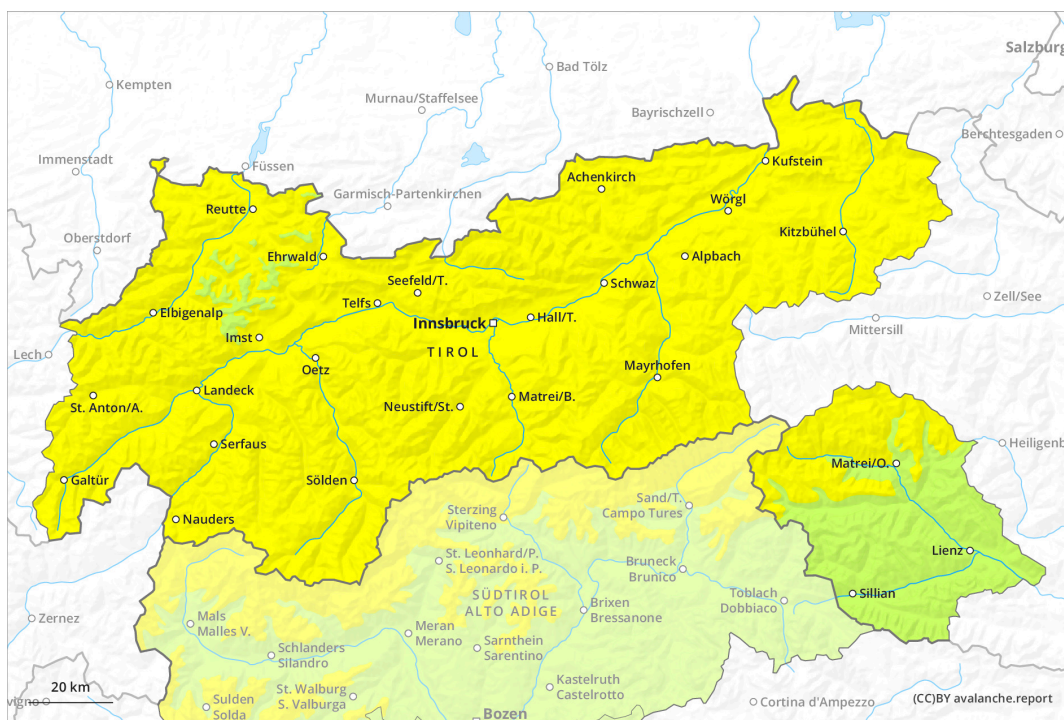 Salzburg
Bad Tölz
Kempten
Murnau/Staffelsee
Bayrischzell
Berchtesgaden
Immenstadt
Füssen
Kufstein
Achenkirch
Garmisch-Partenkirchen
Wörgl
Reutte
Oberstdorf
Kitzbühel
Ehrwald
Alpbach
Seefeld/T.
Schwaz
Zell/See
Telfs
Elbigenalp
Hall/T.
Innsbruck
Mittersill
Imst
TIROL
Lech
Oetz
Mayrhofen
Landeck
St. Anton/A.
Matrei/B.
Neustift/St.
Serfaus
Heiligenb
Matrei/O.
Galtür
Sölden
Sand/T.
Campo Tures
Sterzing
Vipiteno
Nauders
St. Leonhard/P.
S. Leonardo i. P.
Lienz
Bruneck
Brunico
SÜDTIROL
ALTO ADIGE
Sillian
Toblach
Dobbiaco
Brixen
Bressanone
Zernez
Mals
Malles V.
Meran
Merano
Sarnthein
Sarentino
Schlanders
Silandro
Kastelruth
Castelrotto
20 km
St. Walburg
S. Valburga
Sulden
Solda
vigno
Cortina d'Ampezzo
(CC)BY avalanche.report
Bozen